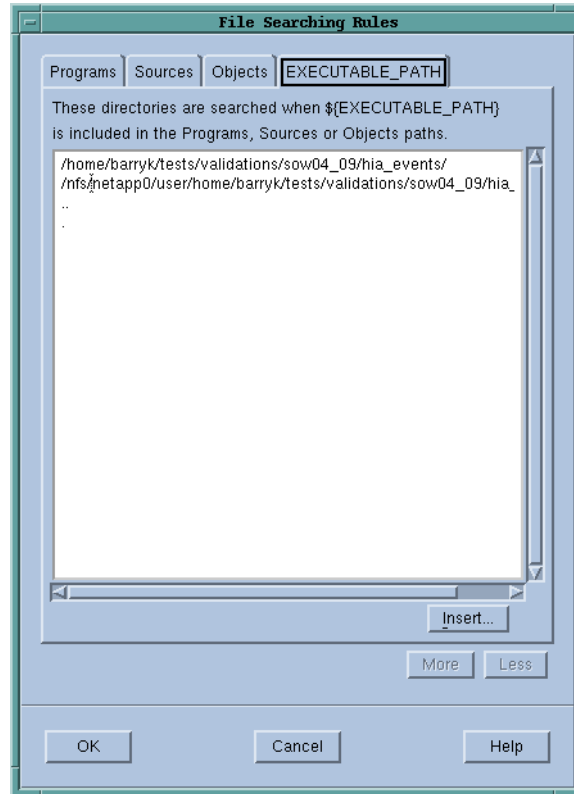 File Searching Rules
Programs Sources Objects EXECUTABLE_PATH
These directories are searched when ${EXECUTABLE_PATH}
is included in the Programs, Sources or Objects paths.
/home/barryk/tests/validations/sow04_09/hia_events/
/nfs/netapp0/user/home/barryk/tests/validations/sow04_09/hia_
..
.
Insert...
More Less
OK Cancel Help